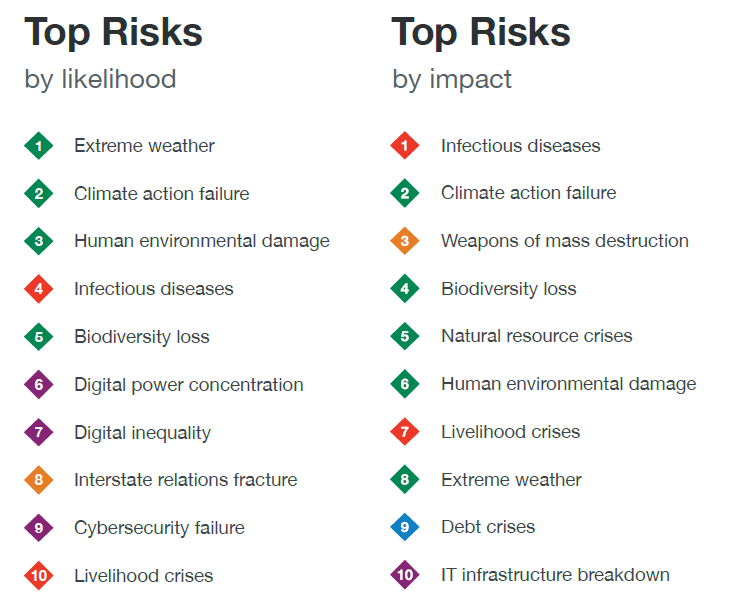 Top Risks
by likelihood
1 Extreme weather
2 Climate action failure
3 Human environmental damage
4 Infectious diseases
5 Biodiversity loss
6 Digital power concentration
7 Digital inequality
8 Interstate relations fracture
9 Cybersecurity failure
10 Livelihood crises
Top Risks
by impact
1 Infectious diseases
2 Climate action failure
3 Weapons of mass destruction
4 Biodiversity loss
5 Natural resource crises
6 Human environmental damage
7 Livelihood crises
8 Extreme weather
9 Debt crises
10 IT infrastructure breakdown